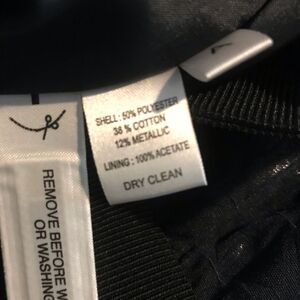 SHELL : 50% POLYESTER
38 % COTTON
12% METALLIC
LINING : 100% ACETATE
DRY CLEAN
REMOVE BEFORE
OR WASHING